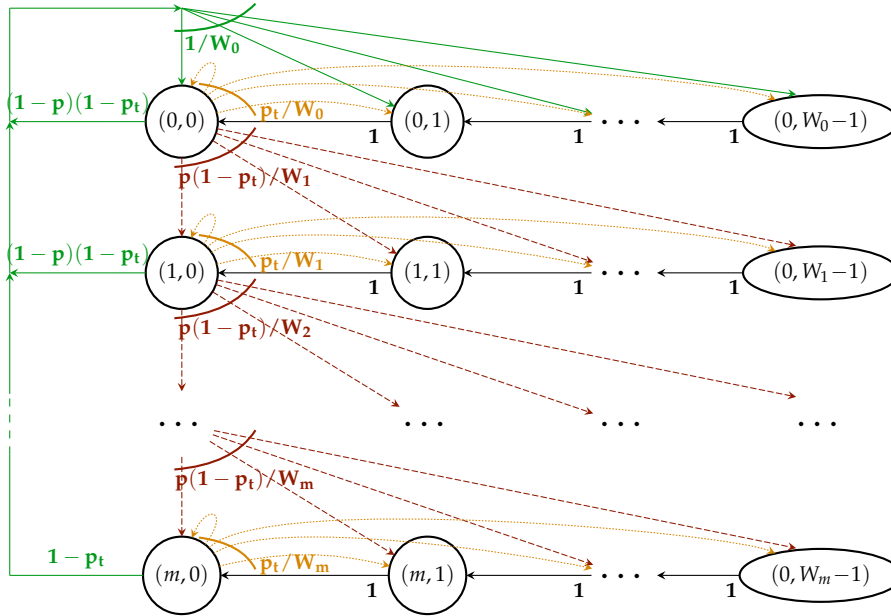 1/W₀
(1−p)(1−pₜ)
(0,0)
pₜ/W₀
1
(0,1)
1
...
1
(0,W₀−1)
p(1−pₜ)/W₁
(1−p)(1−pₜ)
(1,0)
pₜ/W₁
1
(1,1)
1
...
1
(0,W₁−1)
p(1−pₜ)/W₂
... ... ... ...
p(1−pₜ)/Wₘ
1−pₜ
(m,0)
pₜ/Wₘ
1
(m,1)
1
...
1
(0,Wₘ−1)